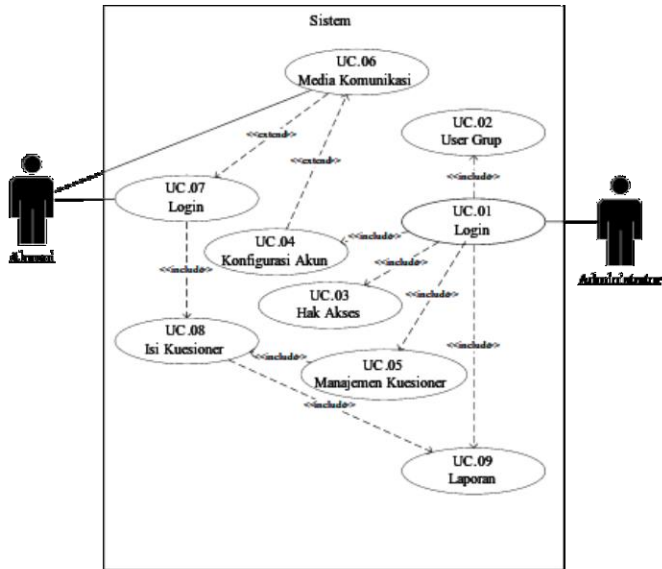 Sistem
UC.06
Media Komunikasi
UC.02
User Grup
<<extend>>
<<extend>>
<<include>>
UC.07
Login
UC.01
Login
Alumni
Administrator
UC.04
Konfigurasi Akun
<<include>>
<<include>>
<<include>>
<<include>>
UC.03
Hak Akses
UC.08
Isi Kuesioner
<<include>>
<<include>>
UC.05
Manajemen Kuesioner
<<include>>
UC.09
Laporan